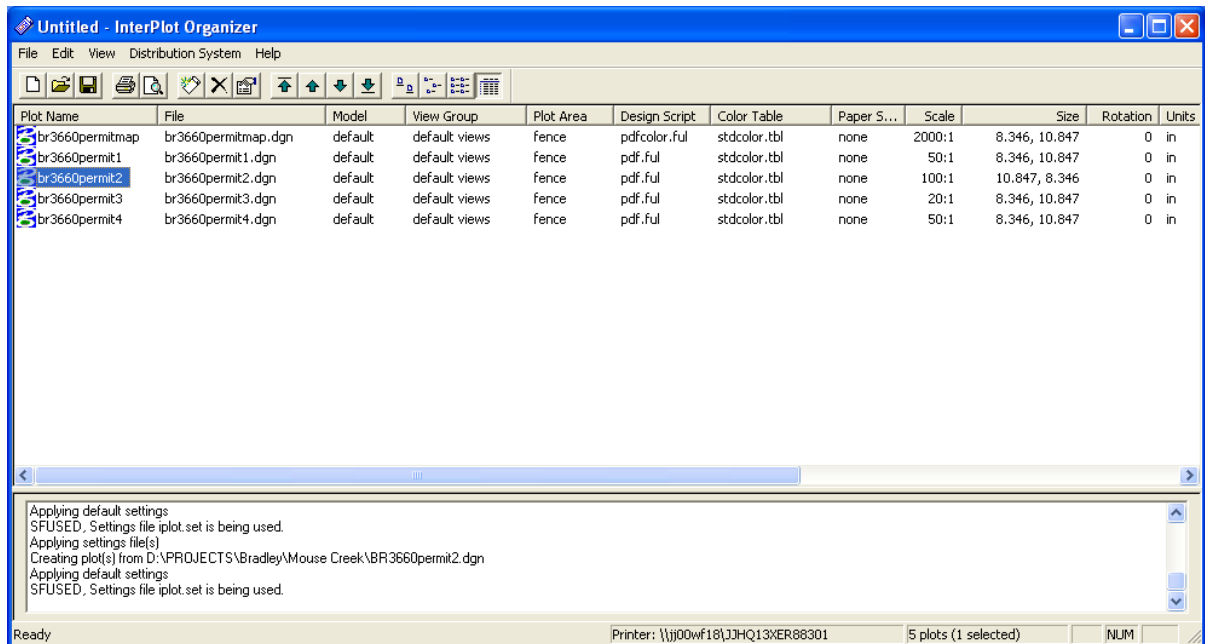 Untitled - InterPlot Organizer
File Edit View Distribution System Help
Plot Name File Model View Group Plot Area Design Script Color Table Paper S... Scale Size Rotation Units
br3660permitmap br3660permitmap.dgn default default views fence pdfcolor.ful stdcolor.tbl none 2000:1 8.346, 10.847 0 in
br3660permit1 br3660permit1.dgn default default views fence pdf.ful stdcolor.tbl none 50:1 8.346, 10.847 0 in
br3660permit2 br3660permit2.dgn default default views fence pdf.ful stdcolor.tbl none 100:1 10.847, 8.346 0 in
br3660permit3 br3660permit3.dgn default default views fence pdf.ful stdcolor.tbl none 20:1 8.346, 10.847 0 in
br3660permit4 br3660permit4.dgn default default views fence pdf.ful stdcolor.tbl none 50:1 8.346, 10.847 0 in
Applying default settings
SFUSED, Settings file iplot.set is being used.
Applying settings file(s)
Creating plot(s) from D:\PROJECTS\Bradley\Mouse Creek\BR3660permit2.dgn
Applying default settings
SFUSED, Settings file iplot.set is being used.
Ready Printer: \\jj00wf18\JJHQ13XER88301 5 plots (1 selected) NUM